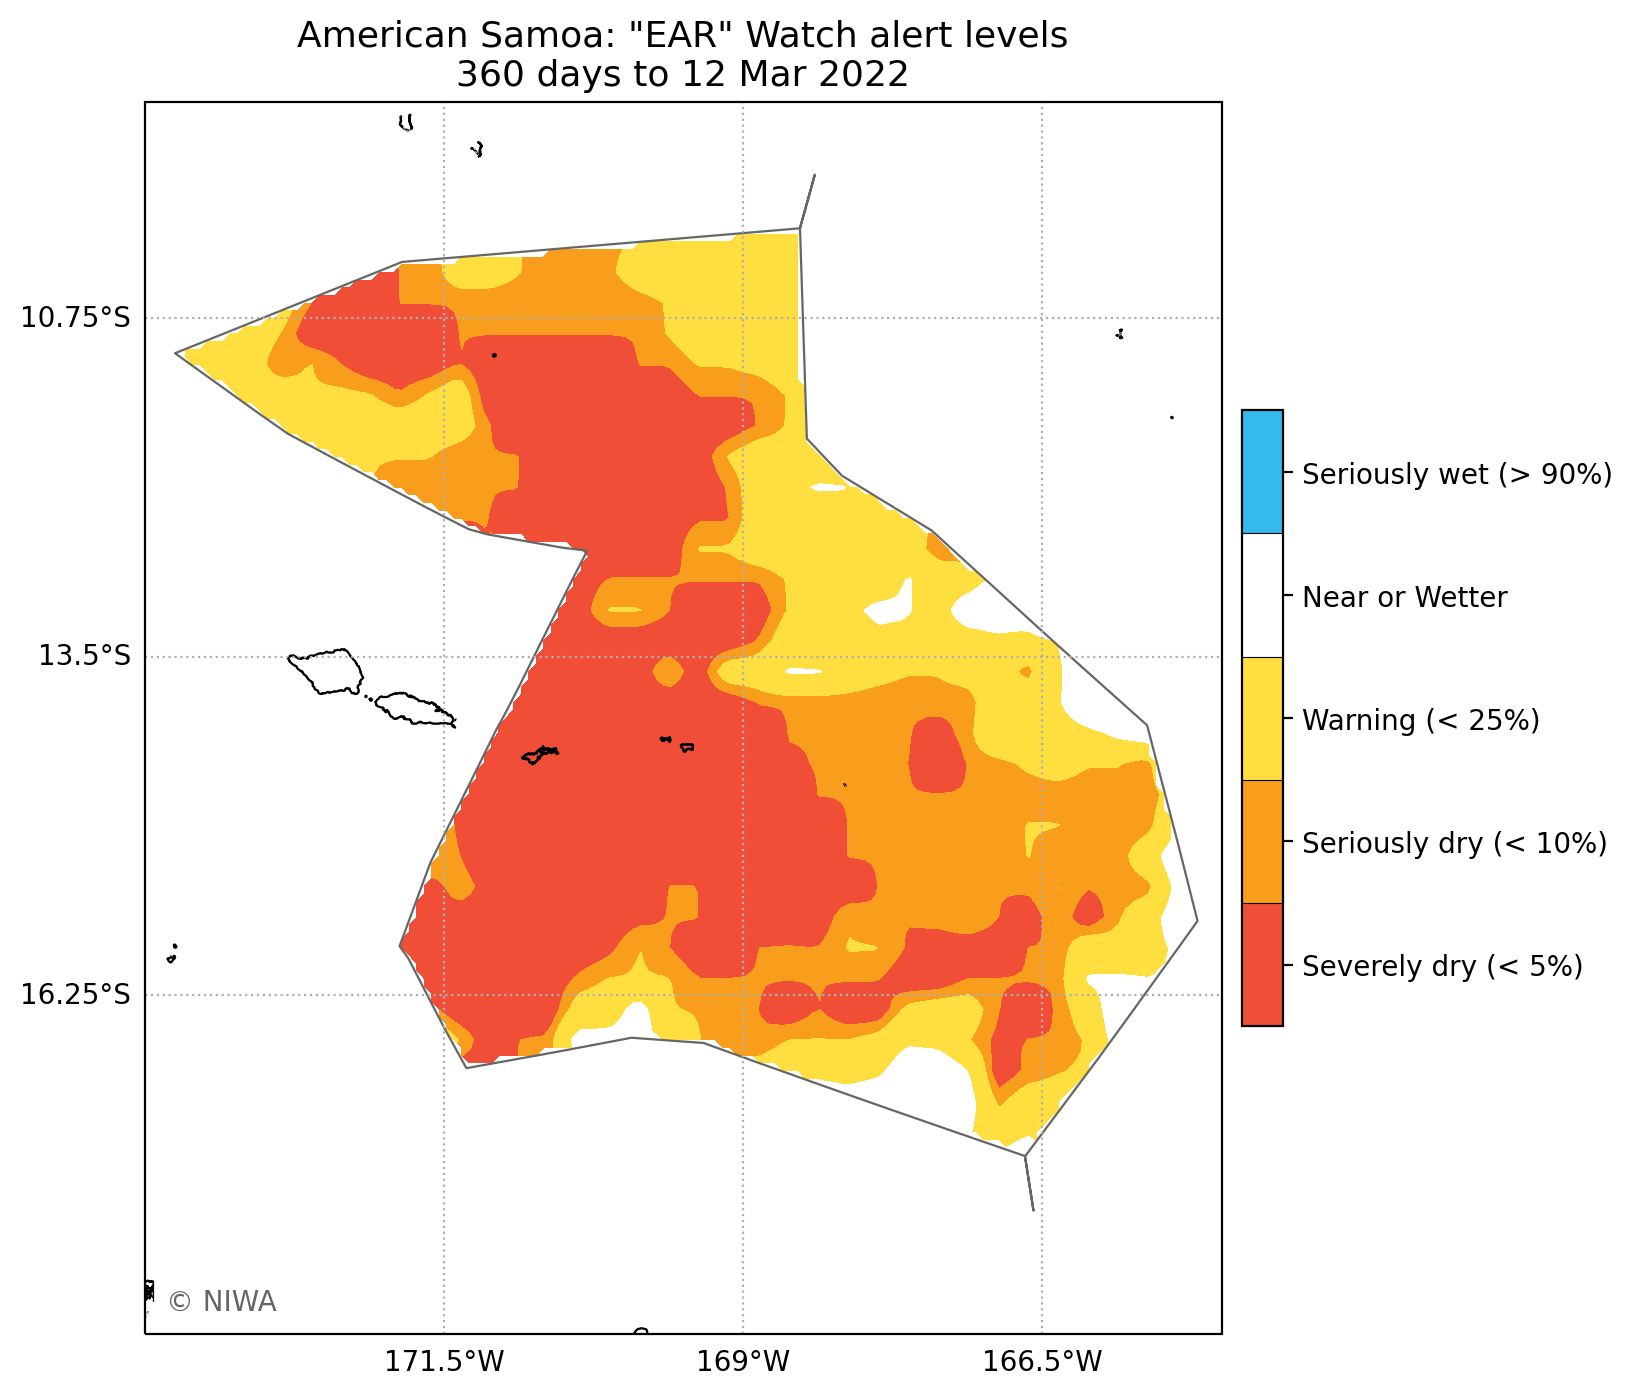 American Samoa: "EAR" Watch alert levels
360 days to 12 Mar 2022
10.75°S
13.5°S
16.25°S
171.5°W
169°W
166.5°W
Seriously wet (> 90%)
Near or Wetter
Warning (< 25%)
Seriously dry (< 10%)
Severely dry (< 5%)
© NIWA